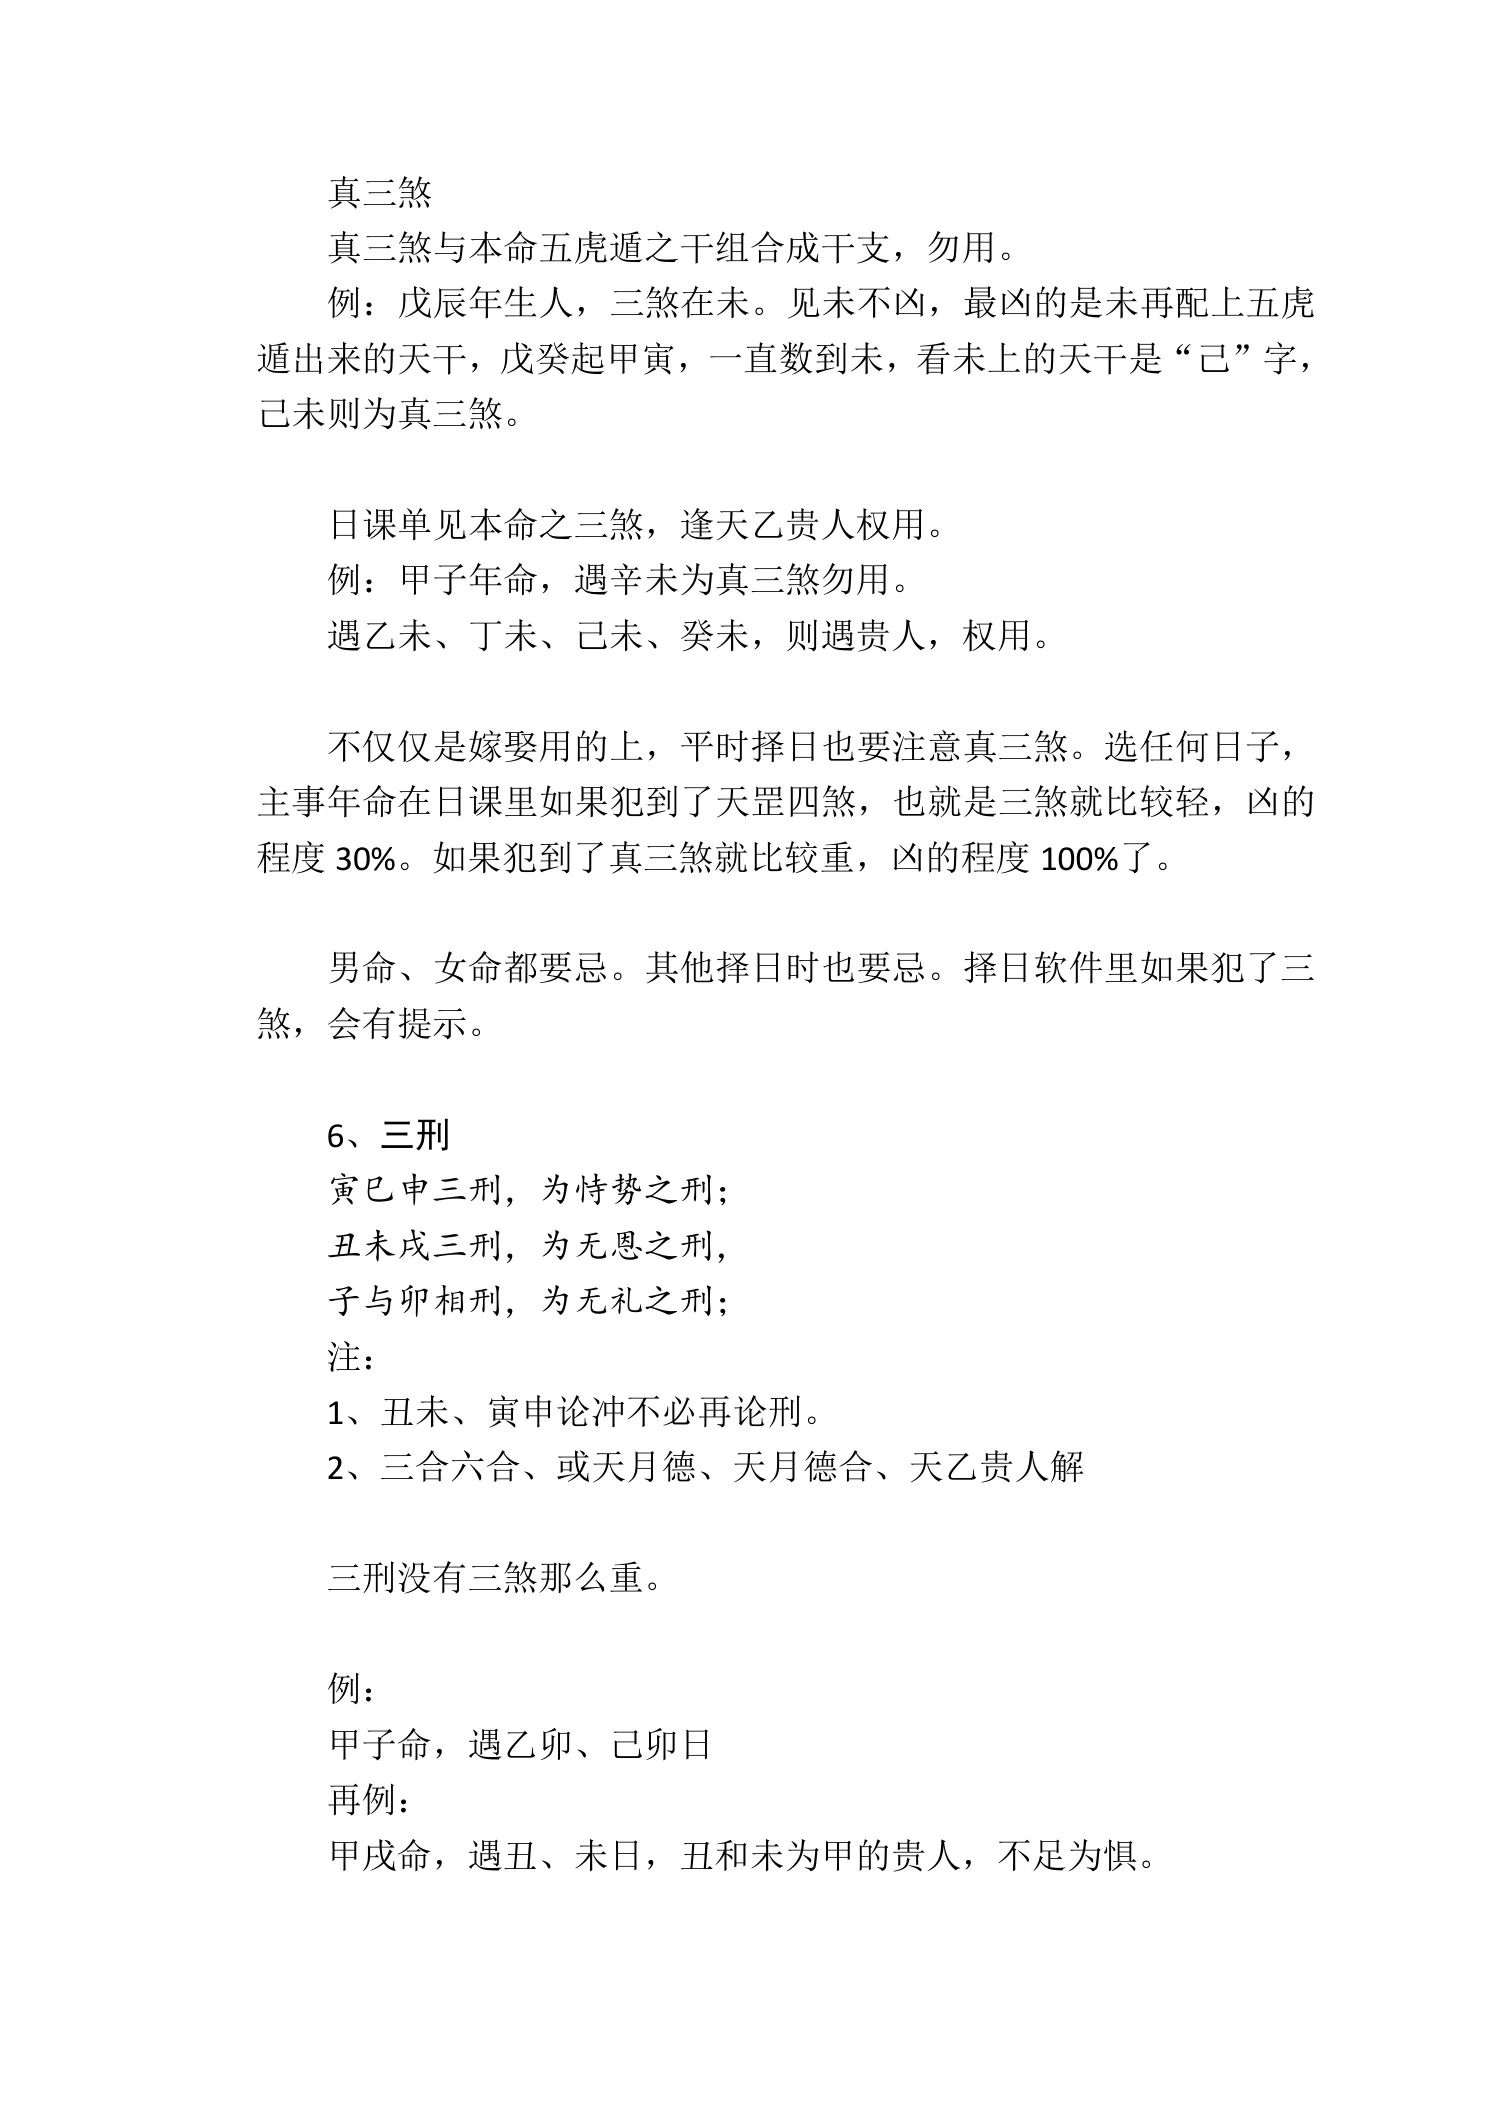 真三煞
真三煞与本命五虎遁之干组合成干支，勿用。
例：戊辰年生人，三煞在未。见未不凶，最凶的是未再配上五虎
遁出来的天干，戊癸起甲寅，一直数到未，看未上的天干是“己”字，
己未则为真三煞。
日课单见本命之三煞，逢天乙贵人权用。
例：甲子年命，遇辛未为真三煞勿用。
遇乙未、丁未、己未、癸未，则遇贵人，权用。
不仅仅是嫁娶用的上，平时择日也要注意真三煞。选任何日子，
主事年命在日课里如果犯到了天罡四煞，也就是三煞就比较轻，凶的
程度 30%。如果犯到了真三煞就比较重，凶的程度 100%了。
男命、女命都要忌。其他择日时也要忌。择日软件里如果犯了三
煞，会有提示。
6、三刑
寅巳申三刑，为恃势之刑；
丑未戌三刑，为无恩之刑，
子与卯相刑，为无礼之刑；
注：
1、丑未、寅申论冲不必再论刑。
2、三合六合、或天月德、天月德合、天乙贵人解
三刑没有三煞那么重。
例：
甲子命，遇乙卯、己卯日
再例：
甲戌命，遇丑、未日，丑和未为甲的贵人，不足为惧。